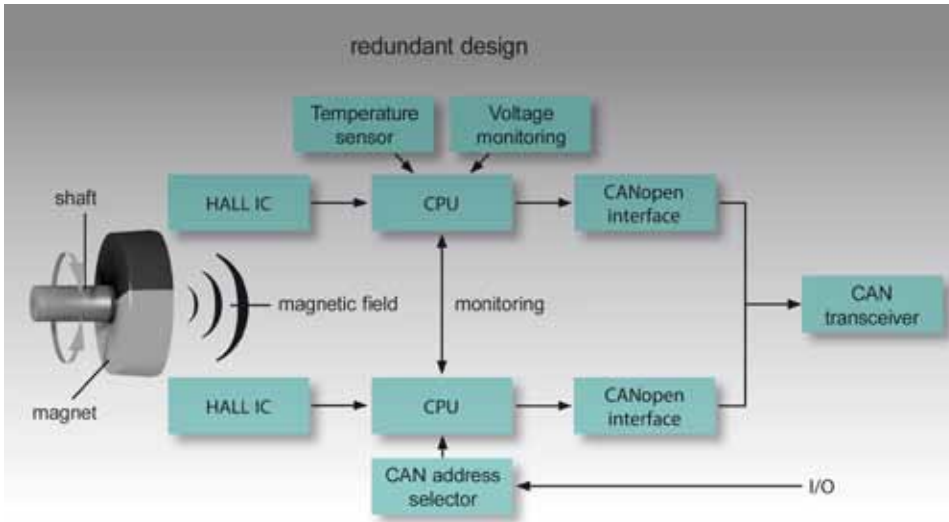 redundant design
Temperature
sensor
Voltage
monitoring
shaft
HALL IC
CPU
CANopen
interface
magnetic field
monitoring
CAN
transceiver
magnet
HALL IC
CPU
CANopen
interface
CAN address
selector
I/O